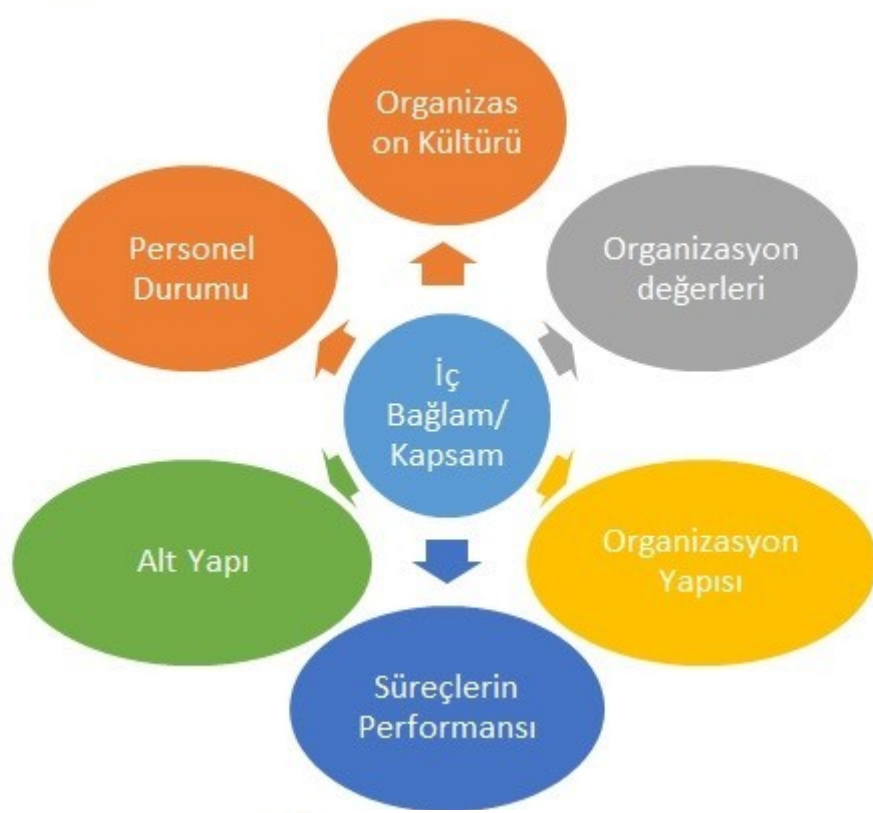 Organizas
on Kültürü
Personel
Durumu
Organizasyon
değerleri
İç
Bağlam/
Kapsam
Alt Yapı
Organizasyon
Yapısı
Süreçlerin
Performansı